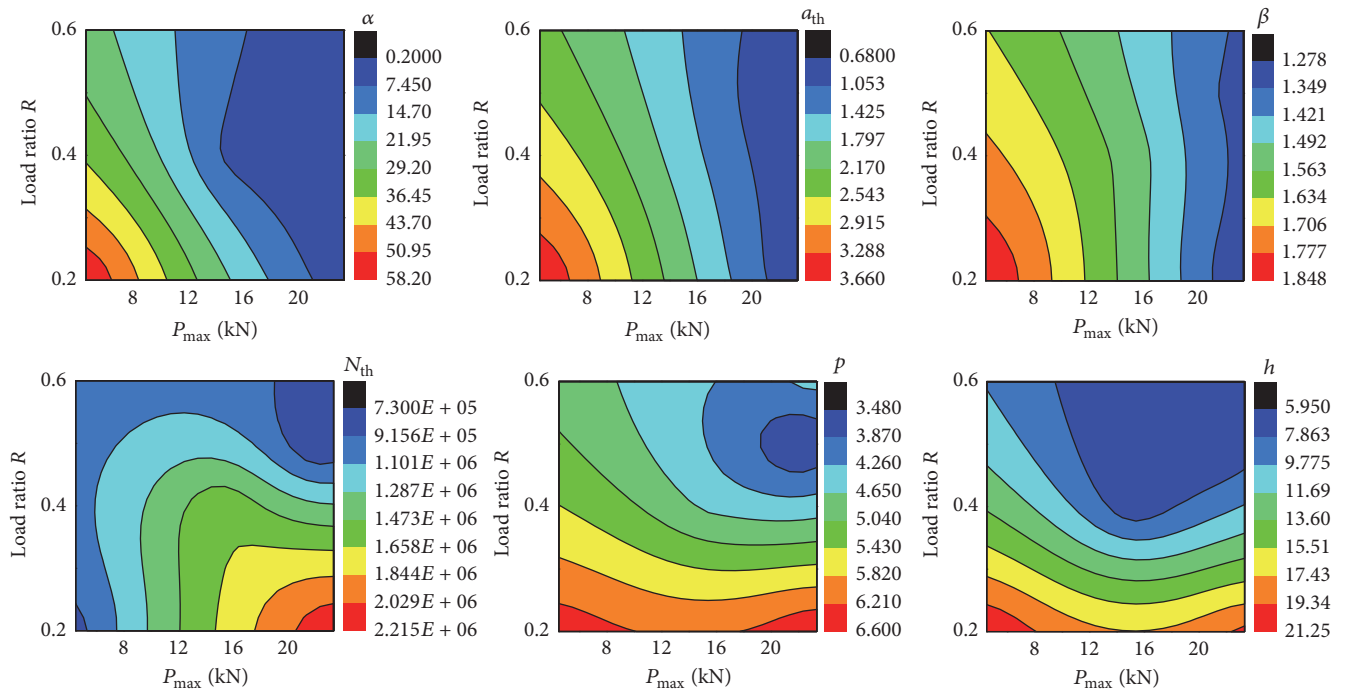 α
0.6
0.4
0.2
Load ratio R
8 12 16 20
P_max (kN)
0.2000
7.450
14.70
21.95
29.20
36.45
43.70
50.95
58.20
a_th
0.6
0.4
0.2
Load ratio R
8 12 16 20
P_max (kN)
0.6800
1.053
1.425
1.797
2.170
2.543
2.915
3.288
3.660
β
0.6
0.4
0.2
Load ratio R
8 12 16 20
P_max (kN)
1.278
1.349
1.421
1.492
1.563
1.634
1.706
1.777
1.848
N_th
0.6
0.4
0.2
Load ratio R
8 12 16 20
P_max (kN)
7.300E + 05
9.156E + 05
1.101E + 06
1.287E + 06
1.473E + 06
1.658E + 06
1.844E + 06
2.029E + 06
2.215E + 06
p
0.6
0.4
0.2
Load ratio R
8 12 16 20
P_max (kN)
3.480
3.870
4.260
4.650
5.040
5.430
5.820
6.210
6.600
h
0.6
0.4
0.2
Load ratio R
8 12 16 20
P_max (kN)
5.950
7.863
9.775
11.69
13.60
15.51
17.43
19.34
21.25